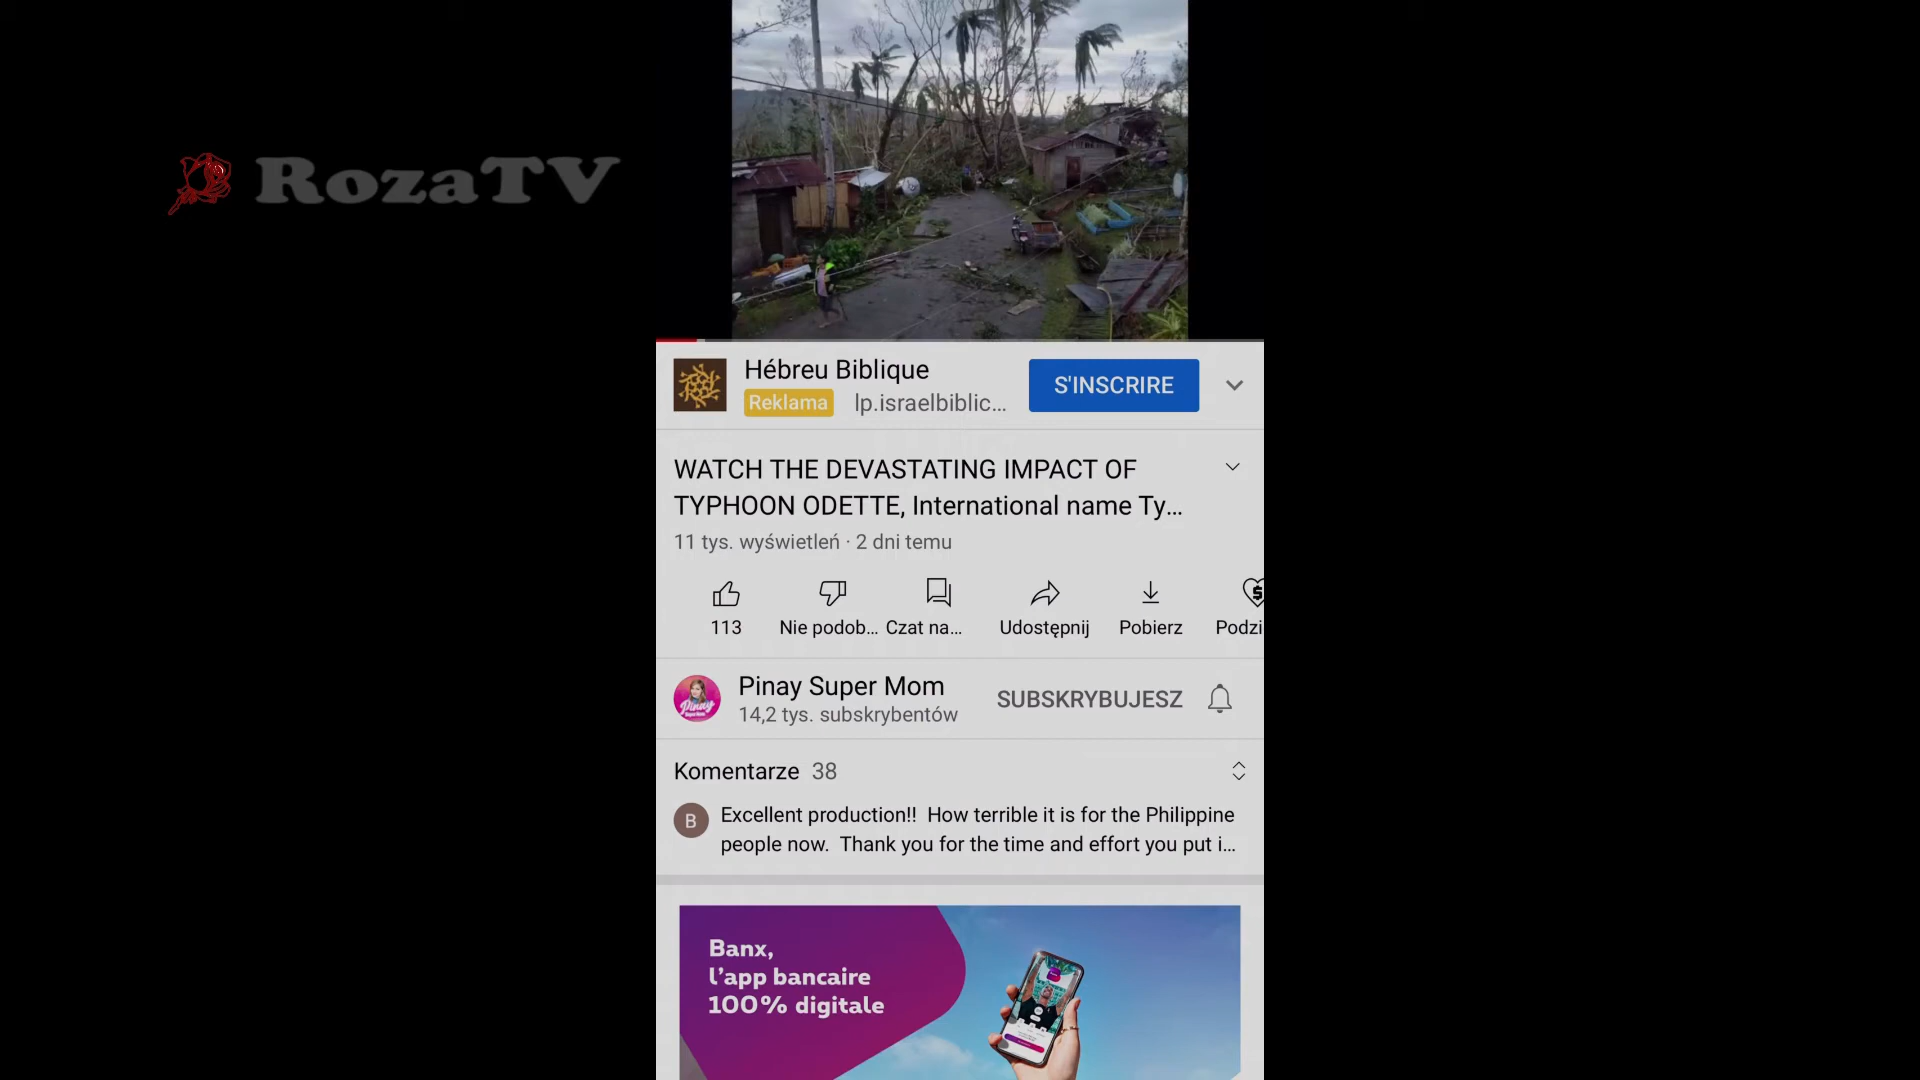 RozaTV
Hébreu Biblique
S'INSCRIRE
Reklama
lp.israelbiblic...
WATCH THE DEVASTATING IMPACT OF
TYPHOON ODETTE, International name Ty...
11 tys. wyświetleń · 2 dni temu
113
Nie podob...
Czat na...
Udostępnij
Pobierz
Podzi
Pinay Super Mom
14,2 tys. subskrybentów
SUBSKRYBUJESZ
Komentarze 38
B
Excellent production!! How terrible it is for the Philippine
people now. Thank you for the time and effort you put i...
Banx,
l'app bancaire
100% digitale